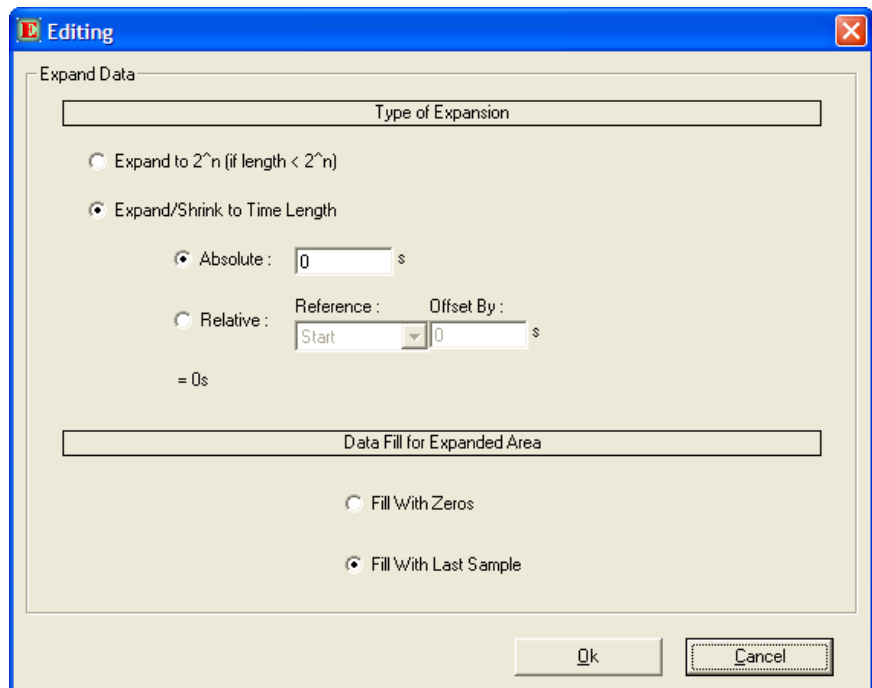 E Editing
Expand Data
Type of Expansion
Expand to 2^n (if length < 2^n)
Expand/Shrink to Time Length
Absolute : 0 s
Reference : Offset By :
Relative : Start 0 s
= 0s
Data Fill for Expanded Area
Fill With Zeros
Fill With Last Sample
Ok Cancel